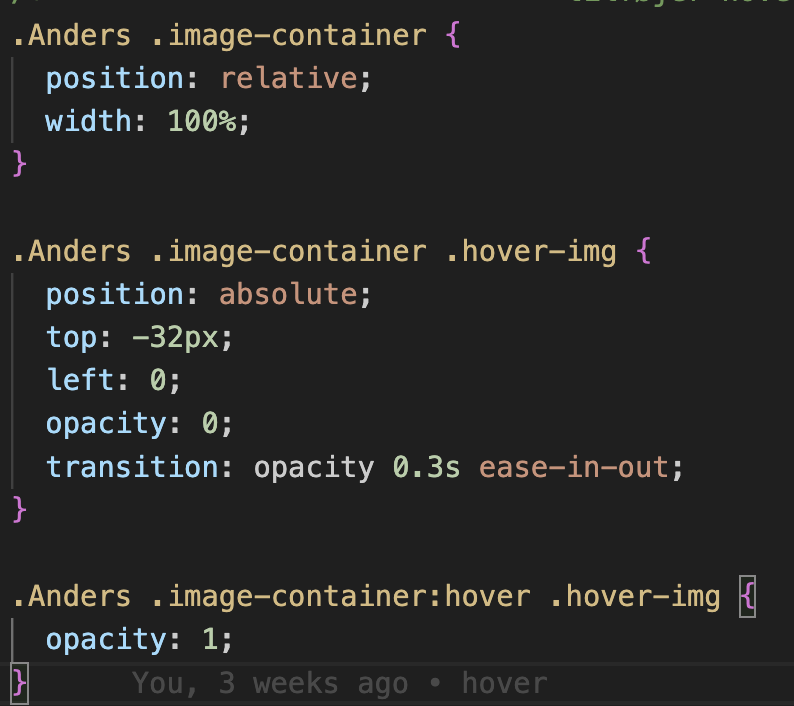 .Anders .image-container {
  position: relative;
  width: 100%;
}

.Anders .image-container .hover-img {
  position: absolute;
  top: -32px;
  left: 0;
  opacity: 0;
  transition: opacity 0.3s ease-in-out;
}

.Anders .image-container:hover .hover-img {
  opacity: 1;
}      You, 3 weeks ago • hover